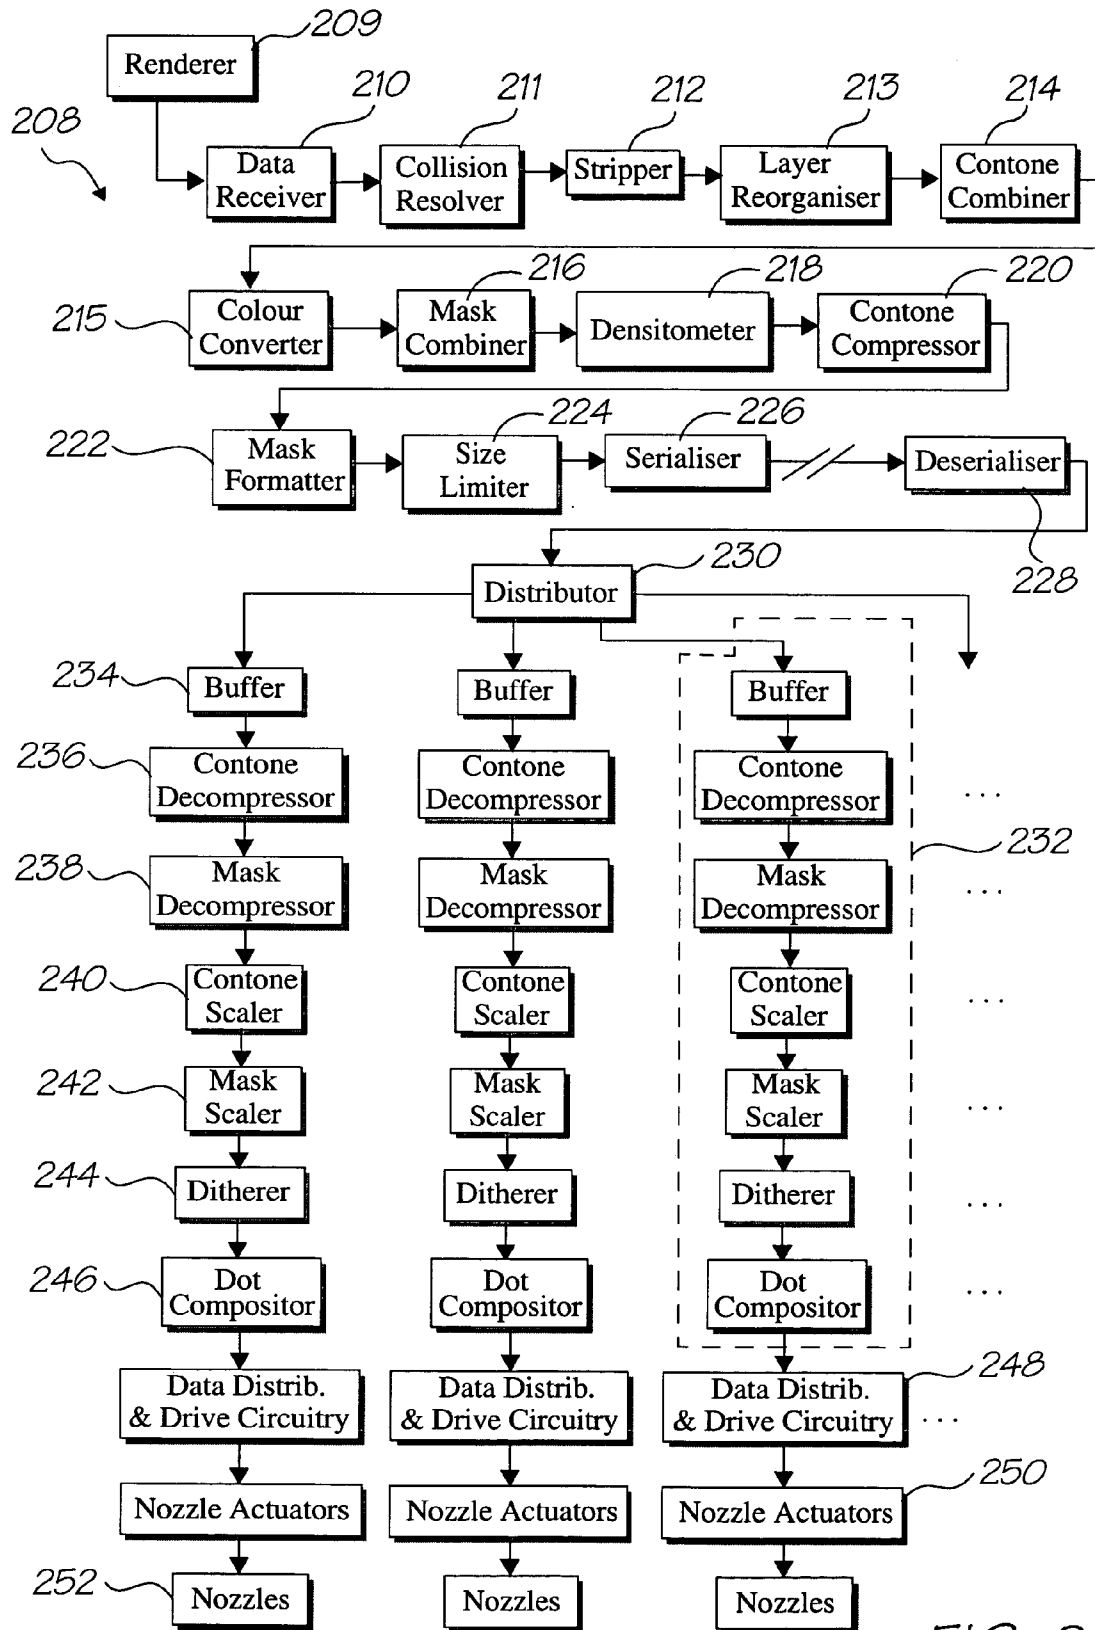 209
Renderer
210
211
212
213
214
208
Data
Receiver
Collision
Resolver
Stripper
Layer
Reorganiser
Contone
Combiner
216
218
220
215
Colour
Converter
Mask
Combiner
Densitometer
Contone
Compressor
224
226
222
Mask
Formatter
Size
Limiter
Serialiser
Deserialiser
228
230
Distributor
234
Buffer
Buffer
Buffer
236
Contone
Decompressor
Contone
Decompressor
Contone
Decompressor
...
232
238
Mask
Decompressor
Mask
Decompressor
Mask
Decompressor
...
240
Contone
Scaler
Contone
Scaler
Contone
Scaler
...
242
Mask
Scaler
Mask
Scaler
Mask
Scaler
...
244
Ditherer
Ditherer
Ditherer
...
246
Dot
Compositor
Dot
Compositor
Dot
Compositor
...
248
Data Distrib.
& Drive Circuitry
Data Distrib.
& Drive Circuitry
Data Distrib.
& Drive Circuitry
...
250
Nozzle Actuators
Nozzle Actuators
Nozzle Actuators
252
Nozzles
Nozzles
Nozzles